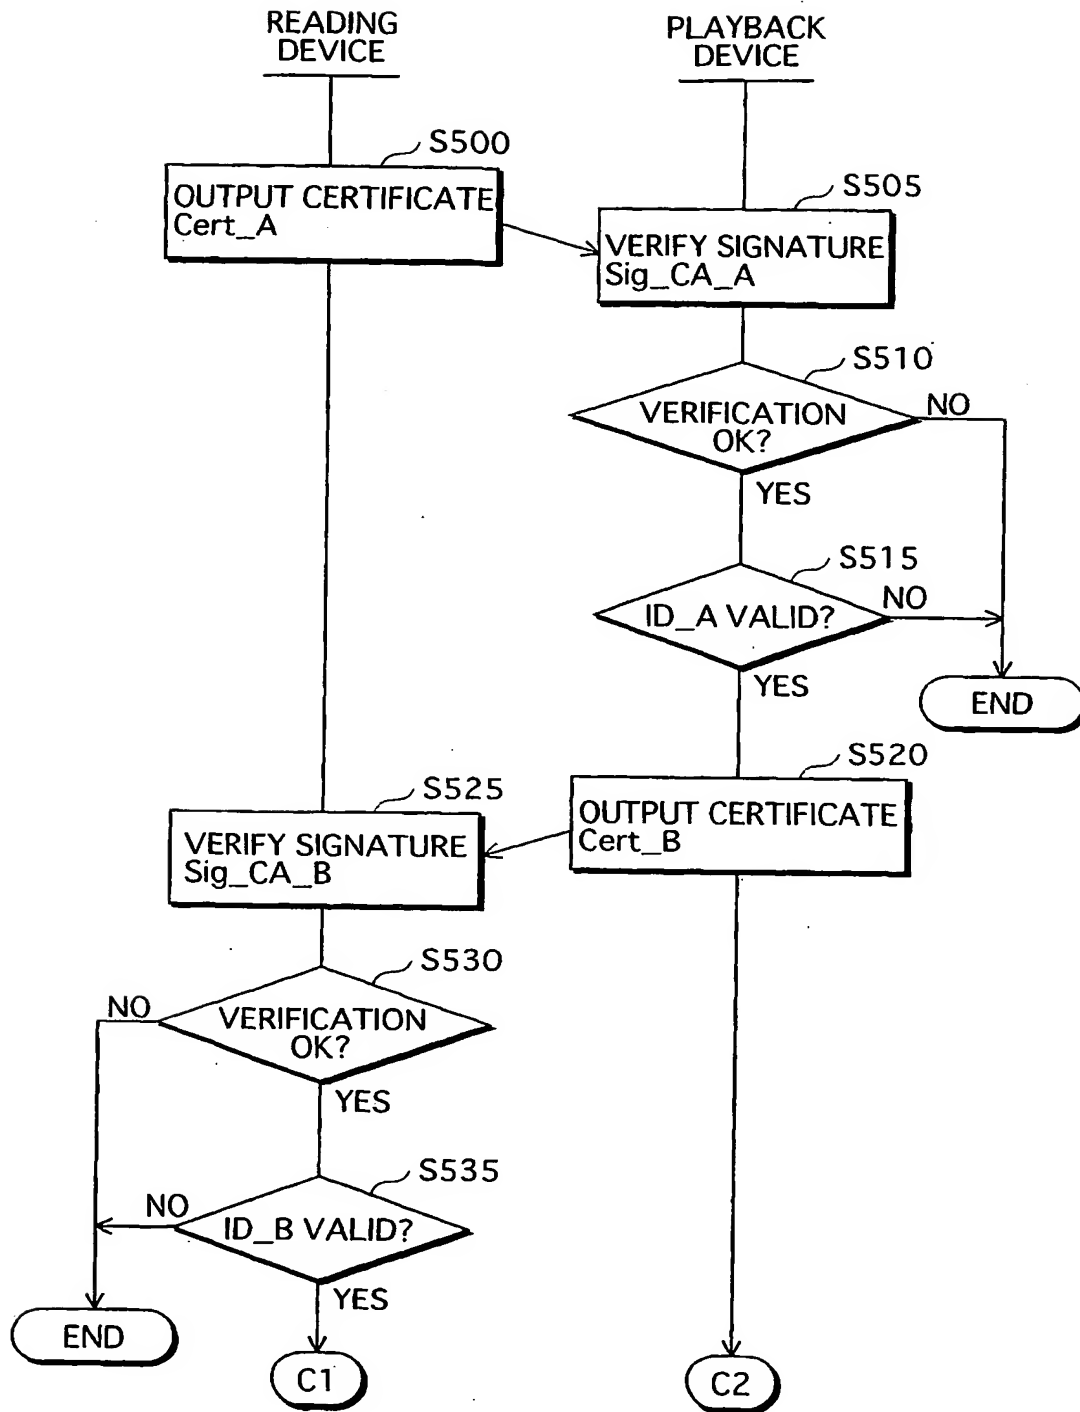 READING
DEVICE
PLAYBACK
DEVICE
S500
OUTPUT CERTIFICATE
Cert_A
S505
VERIFY SIGNATURE
Sig_CA_A
S510
VERIFICATION
OK?
NO
YES
S515
ID_A VALID?
NO
YES
END
S520
OUTPUT CERTIFICATE
Cert_B
S525
VERIFY SIGNATURE
Sig_CA_B
S530
NO
VERIFICATION
OK?
YES
S535
NO
ID_B VALID?
YES
END
C1
C2